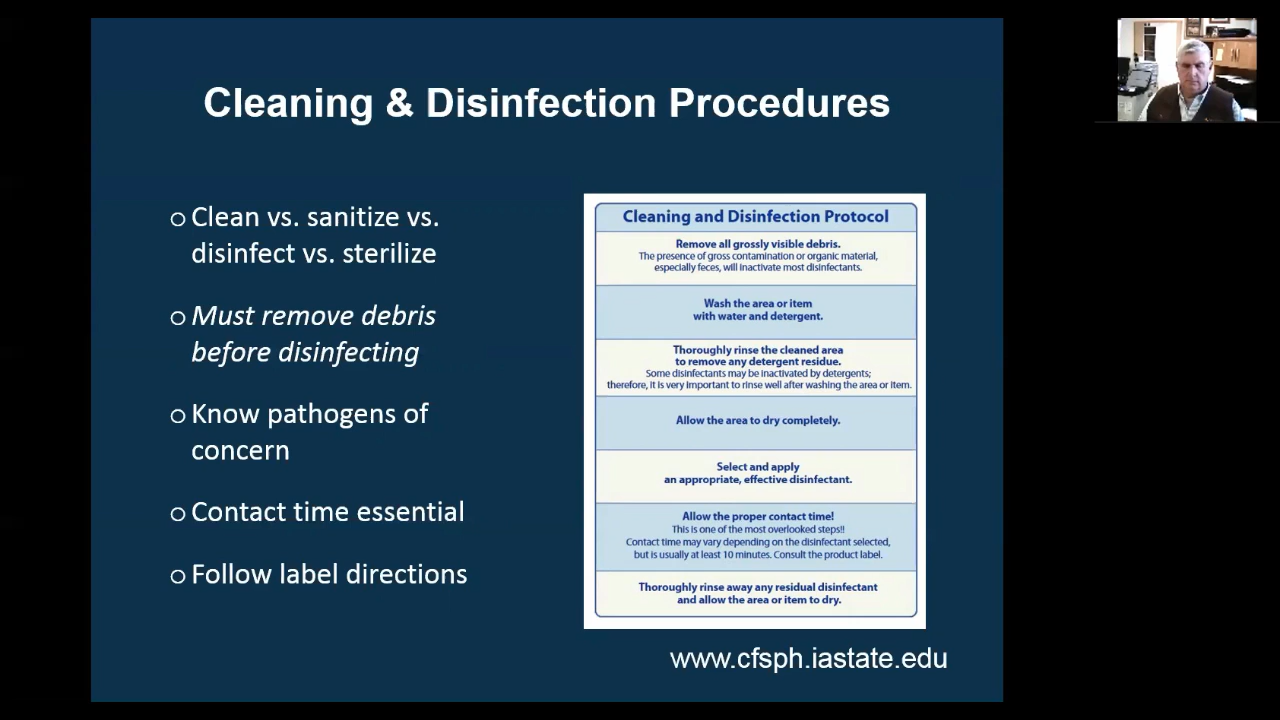 Cleaning & Disinfection Procedures
o Clean vs. sanitize vs.
disinfect vs. sterilize
o Must remove debris
before disinfecting
o Know pathogens of
concern
o Contact time essential
o Follow label directions
Cleaning and Disinfection Protocol
Remove all grossly visible debris.
The presence of gross contamination or organic material,
especially feces, will inactivate most disinfectants.
Wash the area or item
with water and detergent.
Thoroughly rinse the cleaned area
to remove any detergent residue.
Some disinfectants may be inactivated by detergents;
therefore, it is very important to rinse well after washing the area or item.
Allow the area to dry completely.
Select and apply
an appropriate, effective disinfectant.
Allow the proper contact time!
This is one of the most overlooked steps!!
Contact time may vary depending on the disinfectant selected,
but is usually at least 10 minutes. Consult the product label.
Thoroughly rinse away any residual disinfectant
and allow the area or item to dry.
www.cfsph.iastate.edu